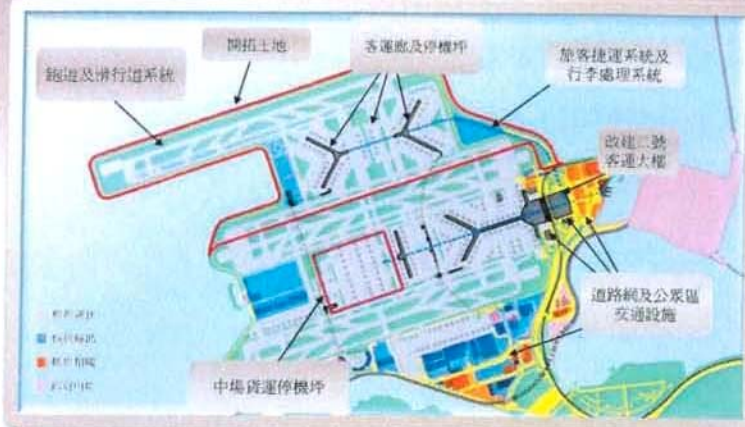 開拓土地
客運廊及停機坪
旅客捷運系統及
行李處理系統
跑道及滑行道系統
改建二號
客運大樓
道路網及公眾區
交通設施
中場貨運停機坪